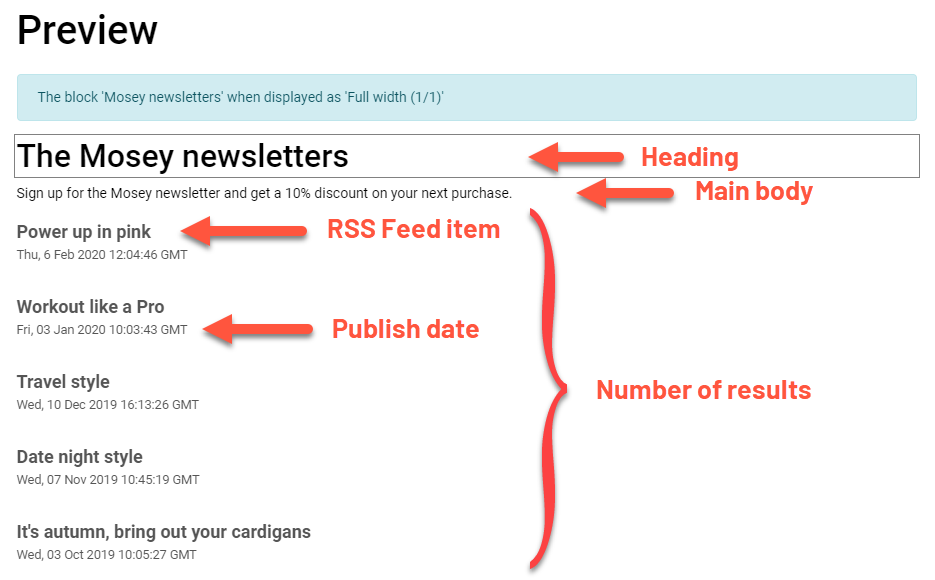 Preview
The block 'Mosey newsletters' when displayed as 'Full width (1/1)'
The Mosey newsletters
Heading
Sign up for the Mosey newsletter and get a 10% discount on your next purchase.
Main body
Power up in pink
RSS Feed item
Thu, 6 Feb 2020 12:04:46 GMT
Workout like a Pro
Fri, 03 Jan 2020 10:03:43 GMT
Publish date
Travel style
Wed, 10 Dec 2019 16:13:26 GMT
Number of results
Date night style
Wed, 07 Nov 2019 10:45:19 GMT
It's autumn, bring out your cardigans
Wed, 03 Oct 2019 10:05:27 GMT